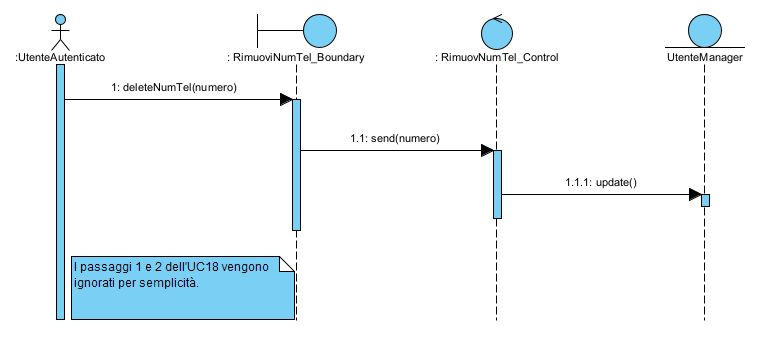 :UtenteAutenticato
: RimuoviNumTel_Boundary
: RimuovNumTel_Control
UtenteManager
1: deleteNumTel(numero)
1.1: send(numero)
1.1.1: update()
I passaggi 1 e 2 dell'UC18 vengono
ignorati per semplicità.